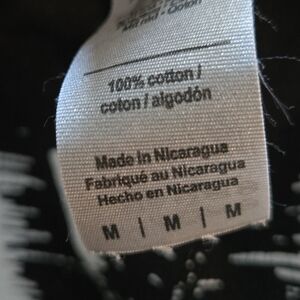 100% cotton /
coton / algodón
Made in Nicaragua
Fabriqué au Nicaragua
Hecho en Nicaragua
M | M | M